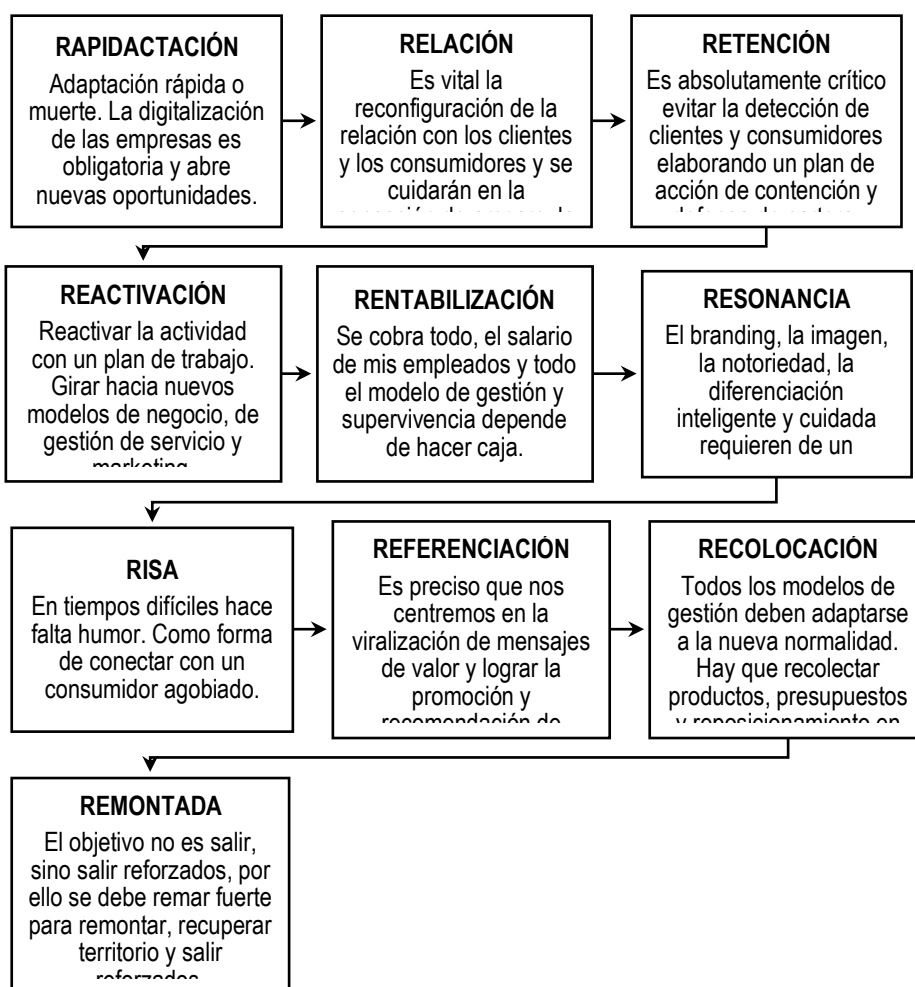 RAPIDACTACIÓN
Adaptación rápida o
muerte. La digitalización
de las empresas es
obligatoria y abre
nuevas oportunidades.
RELACIÓN
Es vital la
reconfiguración de la
relación con los clientes
y los consumidores y se
cuidarán en la
RETENCIÓN
Es absolutamente crítico
evitar la detección de
clientes y consumidores
elaborando un plan de
acción de contención y
REACTIVACIÓN
Reactivar la actividad
con un plan de trabajo.
Girar hacia nuevos
modelos de negocio, de
gestión de servicio y
marketing
RENTABILIZACIÓN
Se cobra todo, el salario
de mis empleados y todo
el modelo de gestión y
supervivencia depende
de hacer caja.
RESONANCIA
El branding, la imagen,
la notoriedad, la
diferenciación
inteligente y cuidada
requieren de un
RISA
En tiempos difíciles hace
falta humor. Como forma
de conectar con un
consumidor agobiado.
REFERENCIACIÓN
Es preciso que nos
centremos en la
viralización de mensajes
de valor y lograr la
promoción y
recomendación de
RECOLOCACIÓN
Todos los modelos de
gestión deben adaptarse
a la nueva normalidad.
Hay que recolectar
productos, presupuestos
y reposicionamiento en
REMONTADA
El objetivo no es salir,
sino salir reforzados, por
ello se debe remar fuerte
para remontar, recuperar
territorio y salir
reforzados